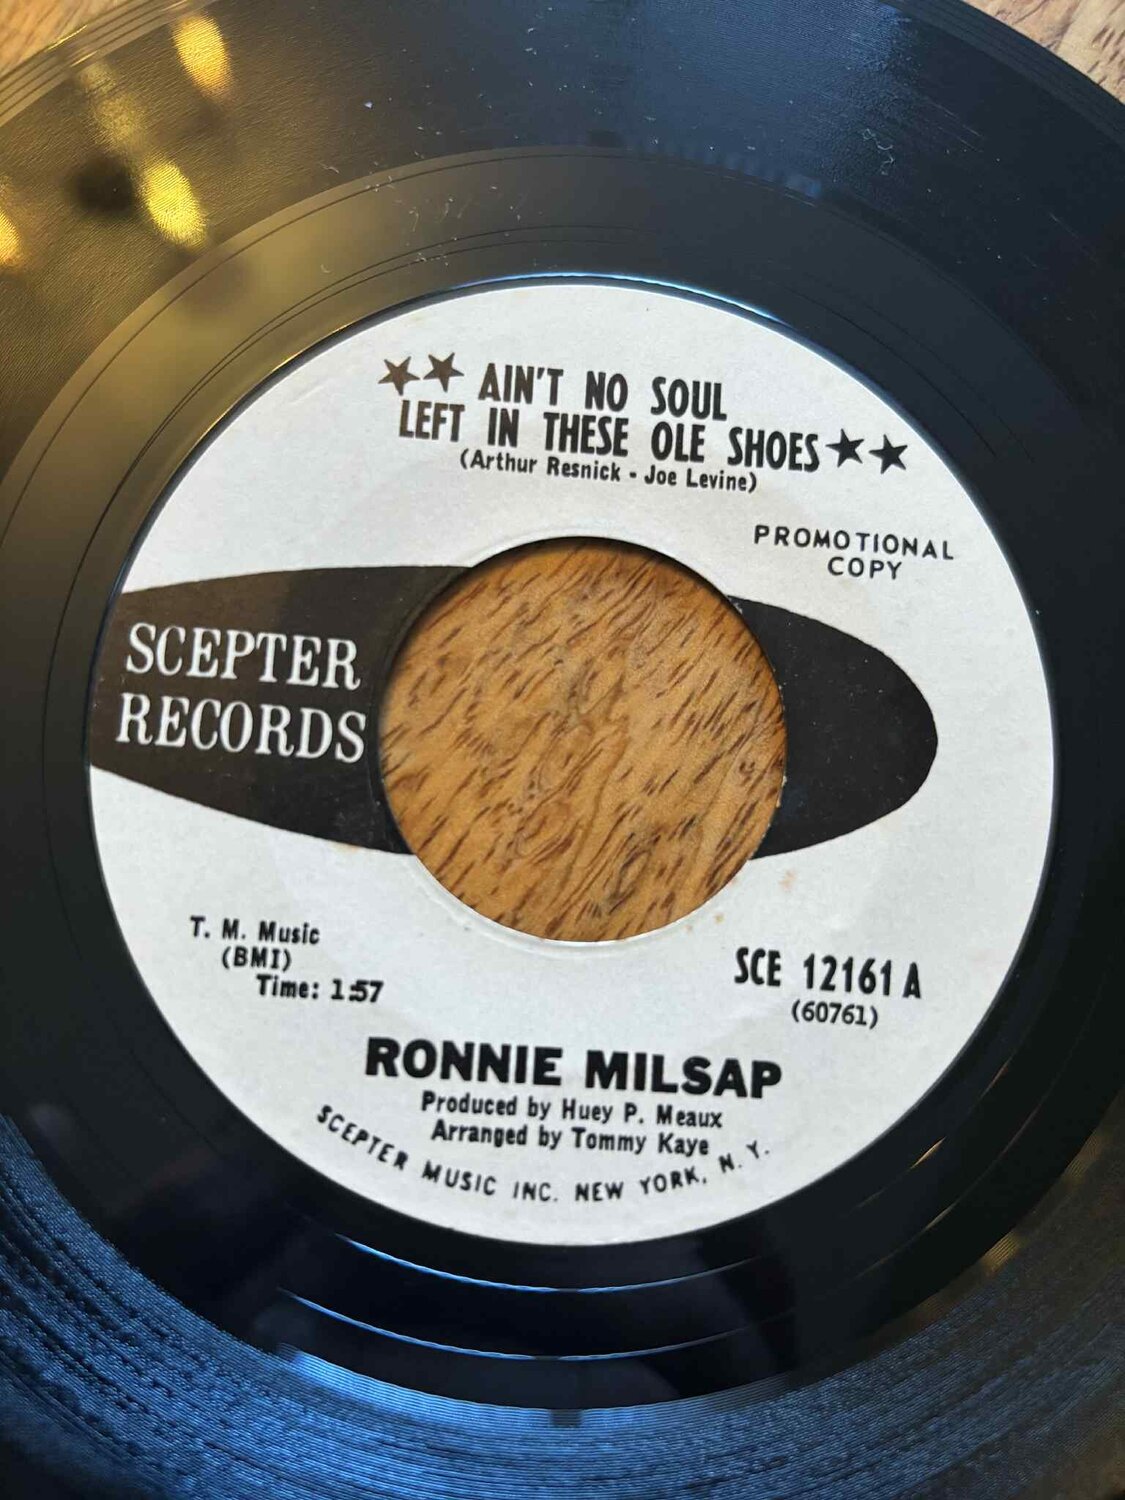 ★★ AIN'T NO SOUL
LEFT IN THESE OLE SHOES ★★
(Arthur Resnick - Joe Levine)
PROMOTIONAL
COPY
SCEPTER
RECORDS
T. M. Music
(BMI)
Time: 1:57
SCE 12161 A
(60761)
RONNIE MILSAP
Produced by Huey P. Meaux
Arranged by Tommy Kaye
SCEPTER MUSIC INC. NEW YORK, N. Y.